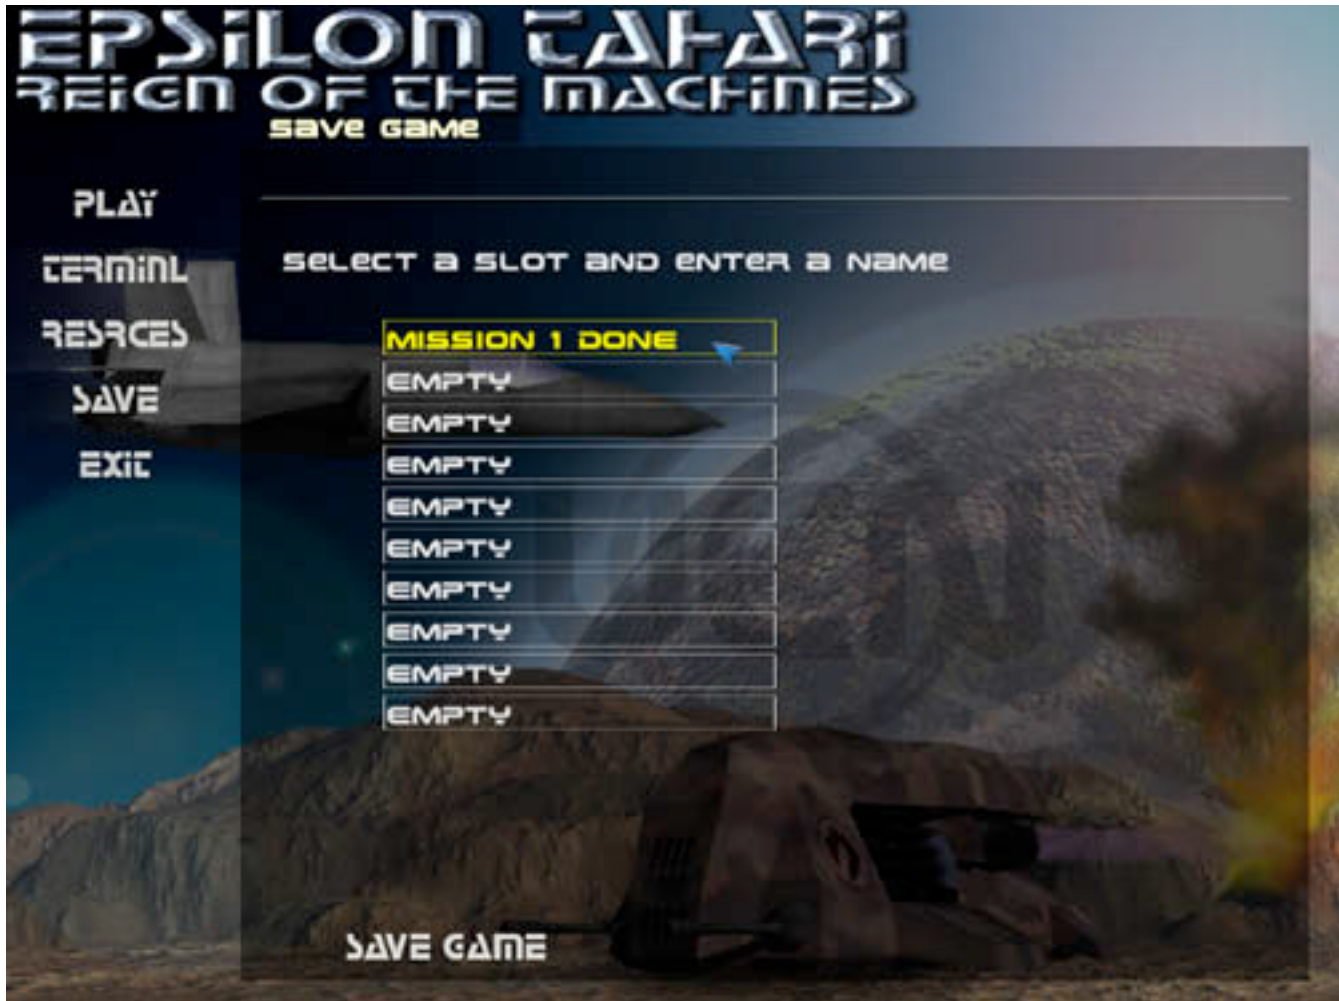 EPSiLON TAHARi
REiGN OF THE MACHiNES
Save Game
PLAY
TERMiNL
RESRCES
SAVE
EXiT
SELECT a SLOT aND ENTER a NaME
MISSION 1 DONE
EMPTY
EMPTY
EMPTY
EMPTY
EMPTY
EMPTY
EMPTY
EMPTY
EMPTY
SAVE GAME